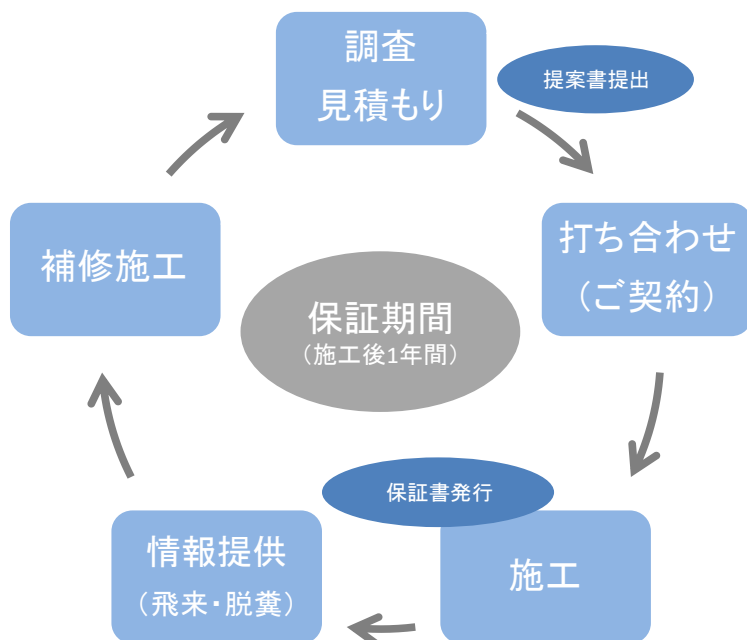 調査
見積もり
提案書提出
打ち合わせ
（ご契約）
保証期間
（施工後1年間）
補修施工
保証書発行
施工
情報提供
（飛来・脱糞）